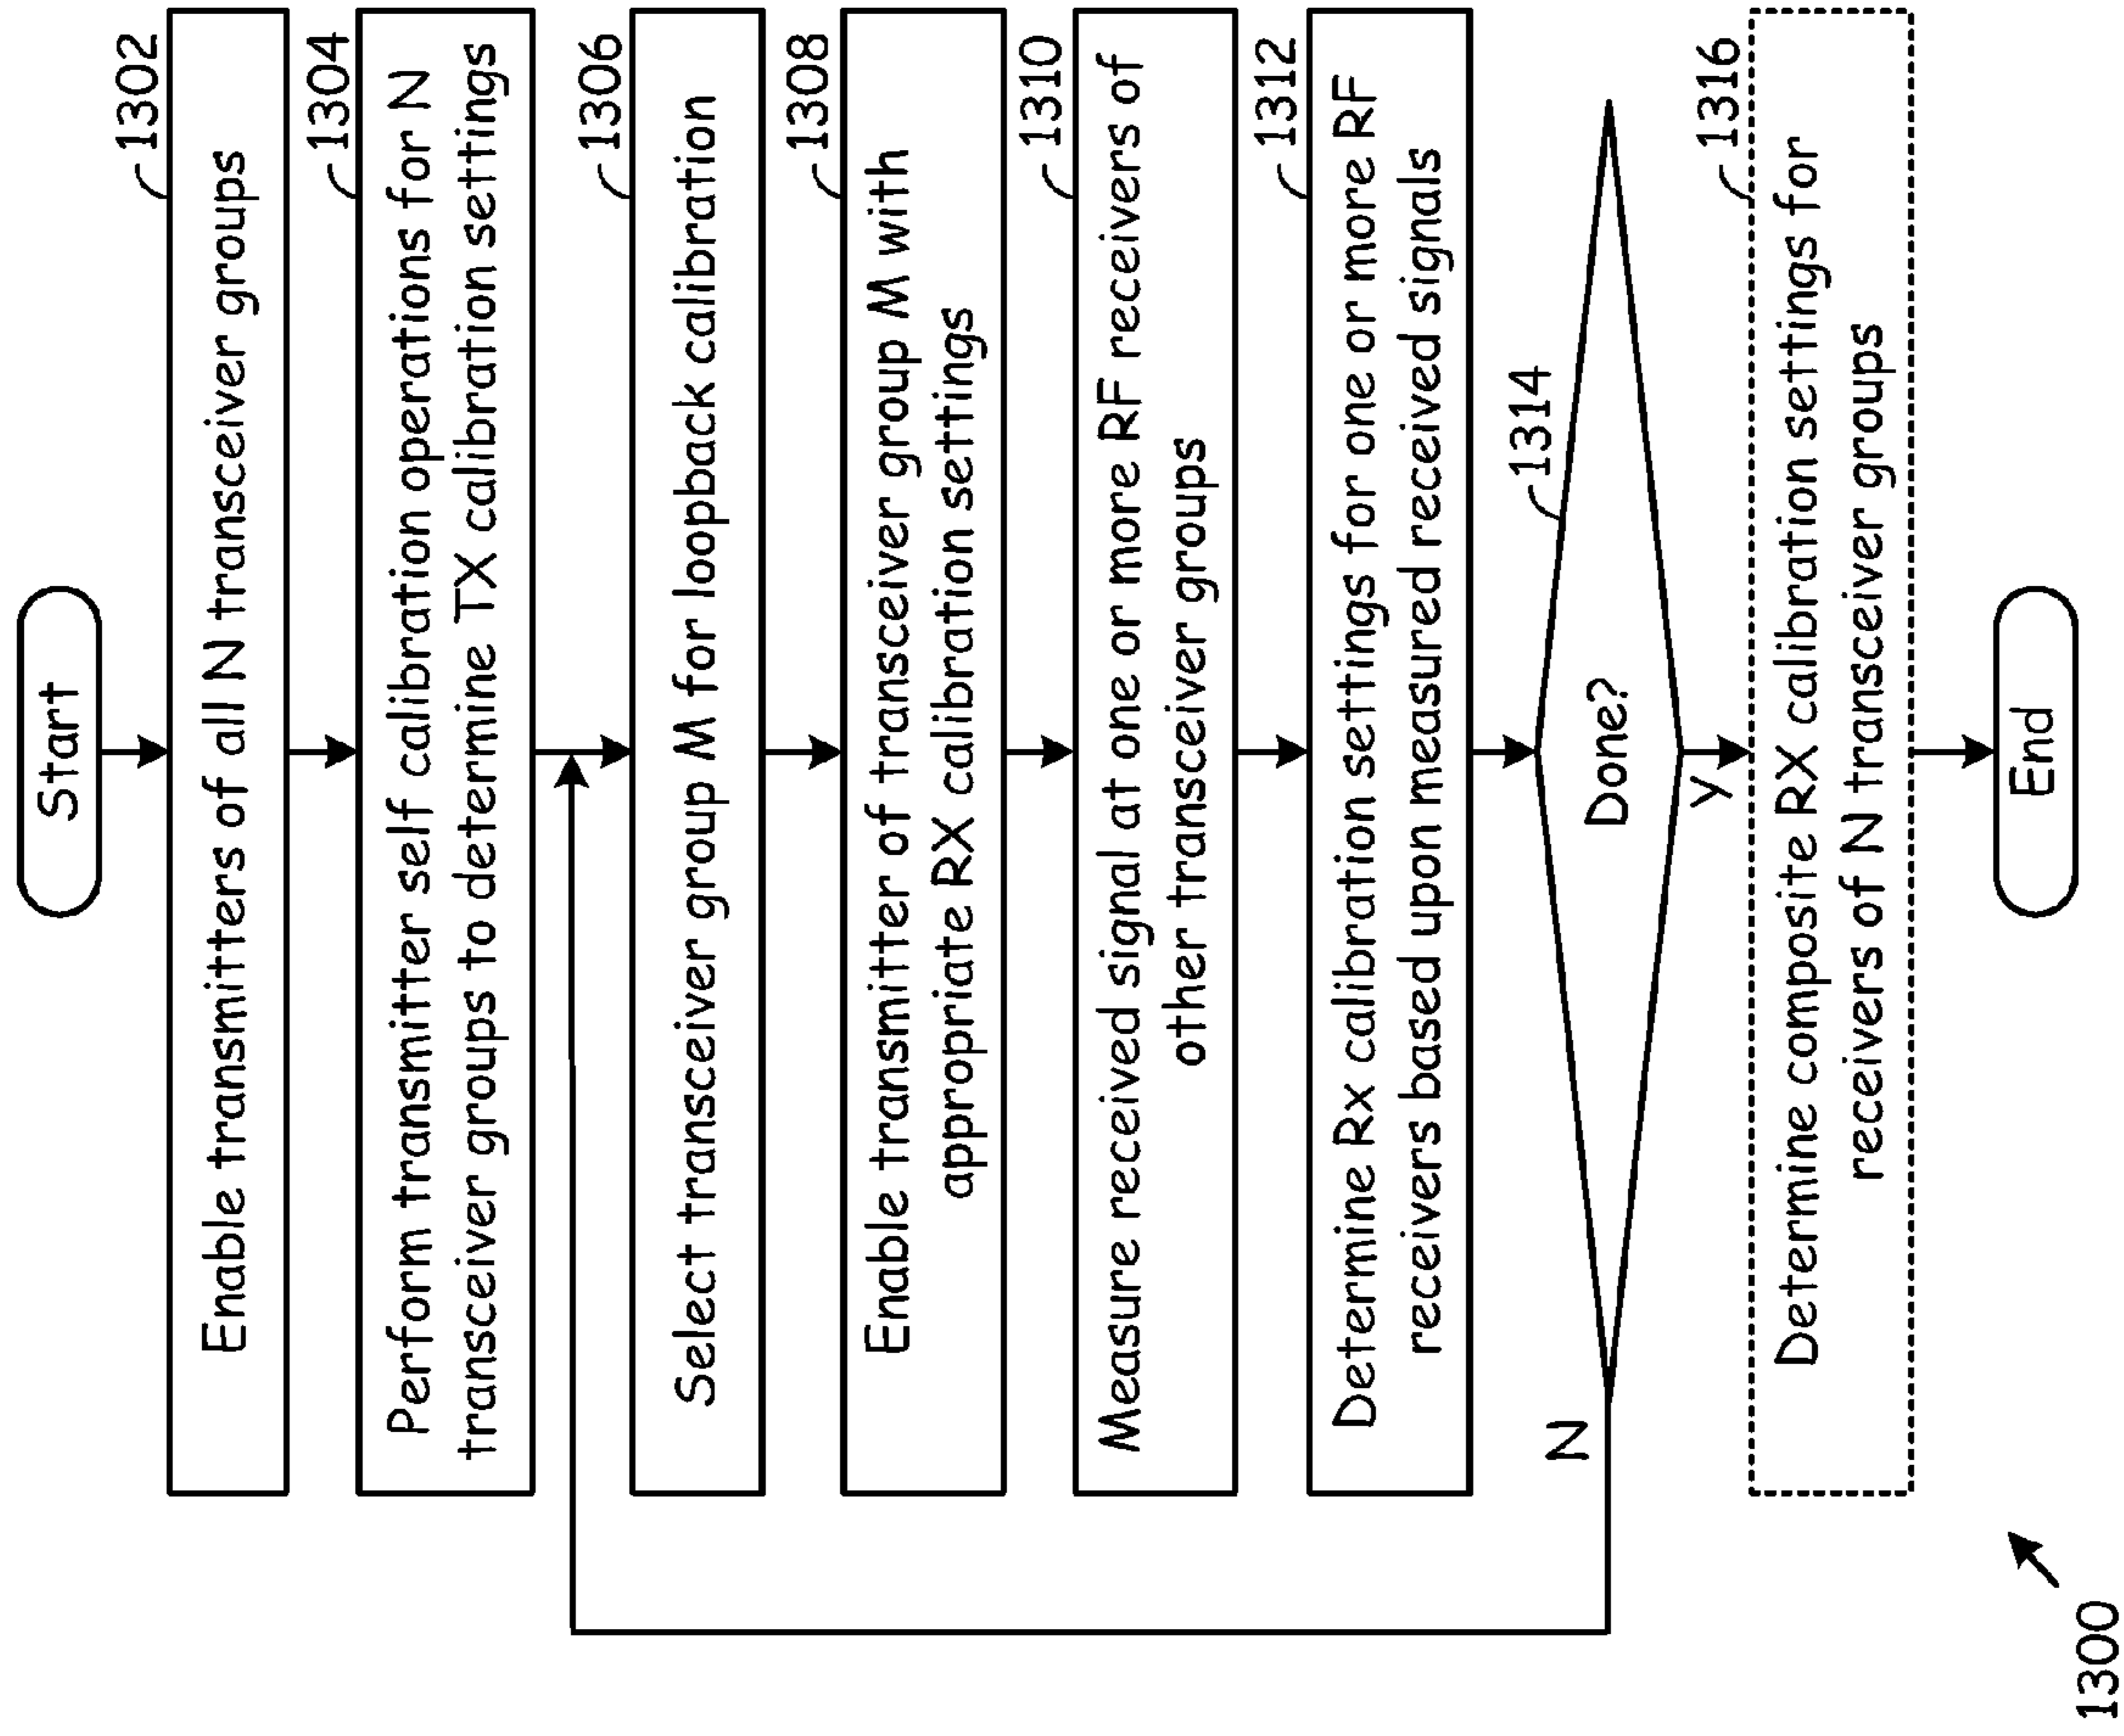 Start
1302
Enable transmitters of all N transceiver groups
1304
Perform transmitter self calibration operations for N
transceiver groups to determine TX calibration settings
1306
Select transceiver group M for loopback calibration
1308
Enable transmitter of transceiver group M with
appropriate RX calibration settings
1310
Measure received signal at one or more RF receivers of
other transceiver groups
1312
Determine Rx calibration settings for one or more RF
receivers based upon measured received signals
1314
Done?
N
Y
1316
Determine composite RX calibration settings for
receivers of N transceiver groups
End
1300